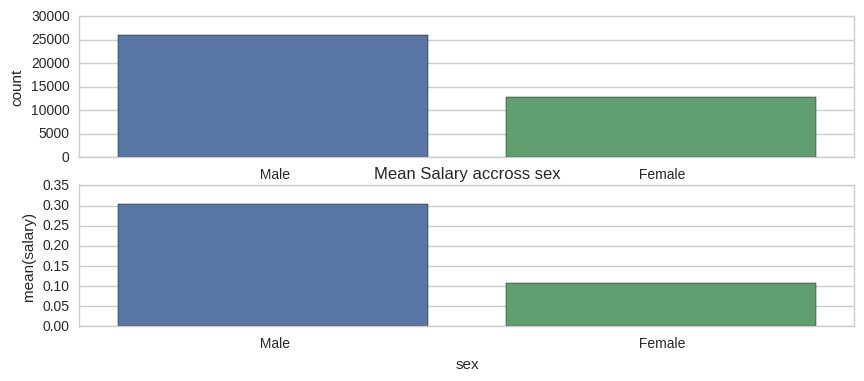 30000
25000
20000
15000
10000
5000
0
count
Male Female
Mean Salary accross sex
0.35
0.30
0.25
0.20
0.15
0.10
0.05
0.00
mean(salary)
Male Female
sex